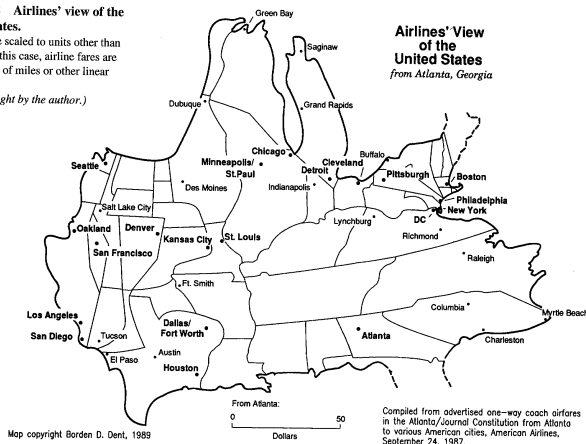 Airlines' view of the
ates.
e scaled to units other than
this case, airline fares are
of miles or other linear
ght by the author.)
Airlines' View
of the
United States
from Atlanta, Georgia
Green Bay
Saginaw
Dubuque
Grand Rapids
Chicago
Buffalo
Cleveland
Detroit
Minneapolis/
St.Paul
Seattle
Pittsburgh
Boston
Des Moines
Indianapolis
Philadelphia
New York
Salt Lake City
Lynchburg
DC
Oakland
Denver
Kansas City
St. Louis
Richmond
San Francisco
Raleigh
Ft. Smith
Los Angeles
Columbia
Myrtle Beach
Dallas/
Fort Worth
San Diego
Tucson
Atlanta
Charleston
El Paso
Austin
Houston
From Atlanta:
0 50
Dollars
Map copyright Borden D. Dent, 1989
Compiled from advertised one-way coach airfares
in the Atlanta/Journal Constitution from Atlanta
to various American cities, American Airlines,
September 24, 1987